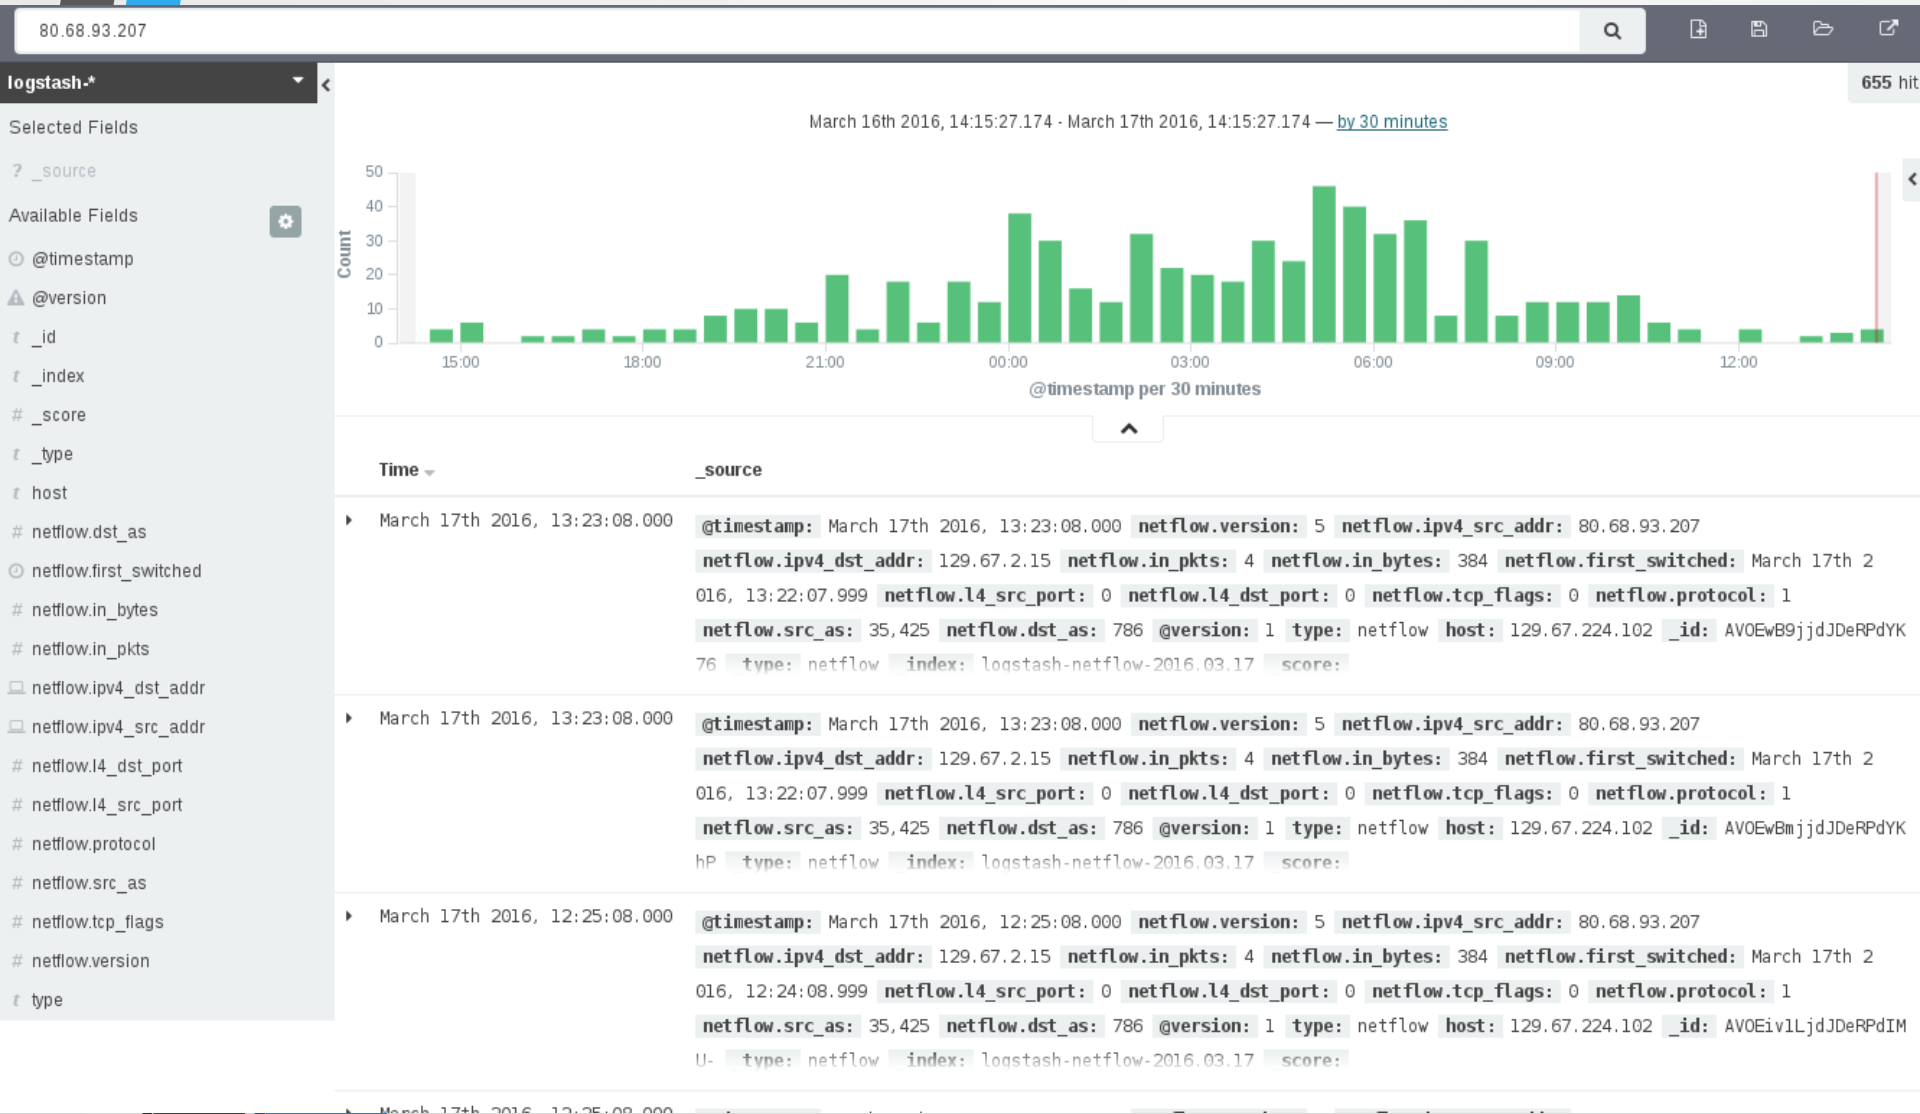 80.68.93.207
logstash-*
655 hit
Selected Fields
? _source
Available Fields
@timestamp
@version
t _id
t _index
# _score
t _type
t host
# netflow.dst_as
netflow.first_switched
# netflow.in_bytes
# netflow.in_pkts
netflow.ipv4_dst_addr
netflow.ipv4_src_addr
# netflow.l4_dst_port
# netflow.l4_src_port
# netflow.protocol
# netflow.src_as
# netflow.tcp_flags
# netflow.version
t type
March 16th 2016, 14:15:27.174 - March 17th 2016, 14:15:27.174 — by 30 minutes
50
40
30
20
10
0
Count
15:00 18:00 21:00 00:00 03:00 06:00 09:00 12:00
@timestamp per 30 minutes
Time _source
March 17th 2016, 13:23:08.000
@timestamp: March 17th 2016, 13:23:08.000 netflow.version: 5 netflow.ipv4_src_addr: 80.68.93.207
netflow.ipv4_dst_addr: 129.67.2.15 netflow.in_pkts: 4 netflow.in_bytes: 384 netflow.first_switched: March 17th 2
016, 13:22:07.999 netflow.l4_src_port: 0 netflow.l4_dst_port: 0 netflow.tcp_flags: 0 netflow.protocol: 1
netflow.src_as: 35,425 netflow.dst_as: 786 @version: 1 type: netflow host: 129.67.224.102 _id: AVOEwB9jjdJDeRPdYK
76 _type: netflow _index: logstash-netflow-2016.03.17 _score:
March 17th 2016, 13:23:08.000
@timestamp: March 17th 2016, 13:23:08.000 netflow.version: 5 netflow.ipv4_src_addr: 80.68.93.207
netflow.ipv4_dst_addr: 129.67.2.15 netflow.in_pkts: 4 netflow.in_bytes: 384 netflow.first_switched: March 17th 2
016, 13:22:07.999 netflow.l4_src_port: 0 netflow.l4_dst_port: 0 netflow.tcp_flags: 0 netflow.protocol: 1
netflow.src_as: 35,425 netflow.dst_as: 786 @version: 1 type: netflow host: 129.67.224.102 _id: AVOEwBmjjdJDeRPdYK
hP _type: netflow _index: logstash-netflow-2016.03.17 _score:
March 17th 2016, 12:25:08.000
@timestamp: March 17th 2016, 12:25:08.000 netflow.version: 5 netflow.ipv4_src_addr: 80.68.93.207
netflow.ipv4_dst_addr: 129.67.2.15 netflow.in_pkts: 4 netflow.in_bytes: 384 netflow.first_switched: March 17th 2
016, 12:24:08.999 netflow.l4_src_port: 0 netflow.l4_dst_port: 0 netflow.tcp_flags: 0 netflow.protocol: 1
netflow.src_as: 35,425 netflow.dst_as: 786 @version: 1 type: netflow host: 129.67.224.102 _id: AVOEiv1LjdJDeRPdIM
U- _type: netflow _index: logstash-netflow-2016.03.17 _score:
March 17th 2016, 12:25:08.000